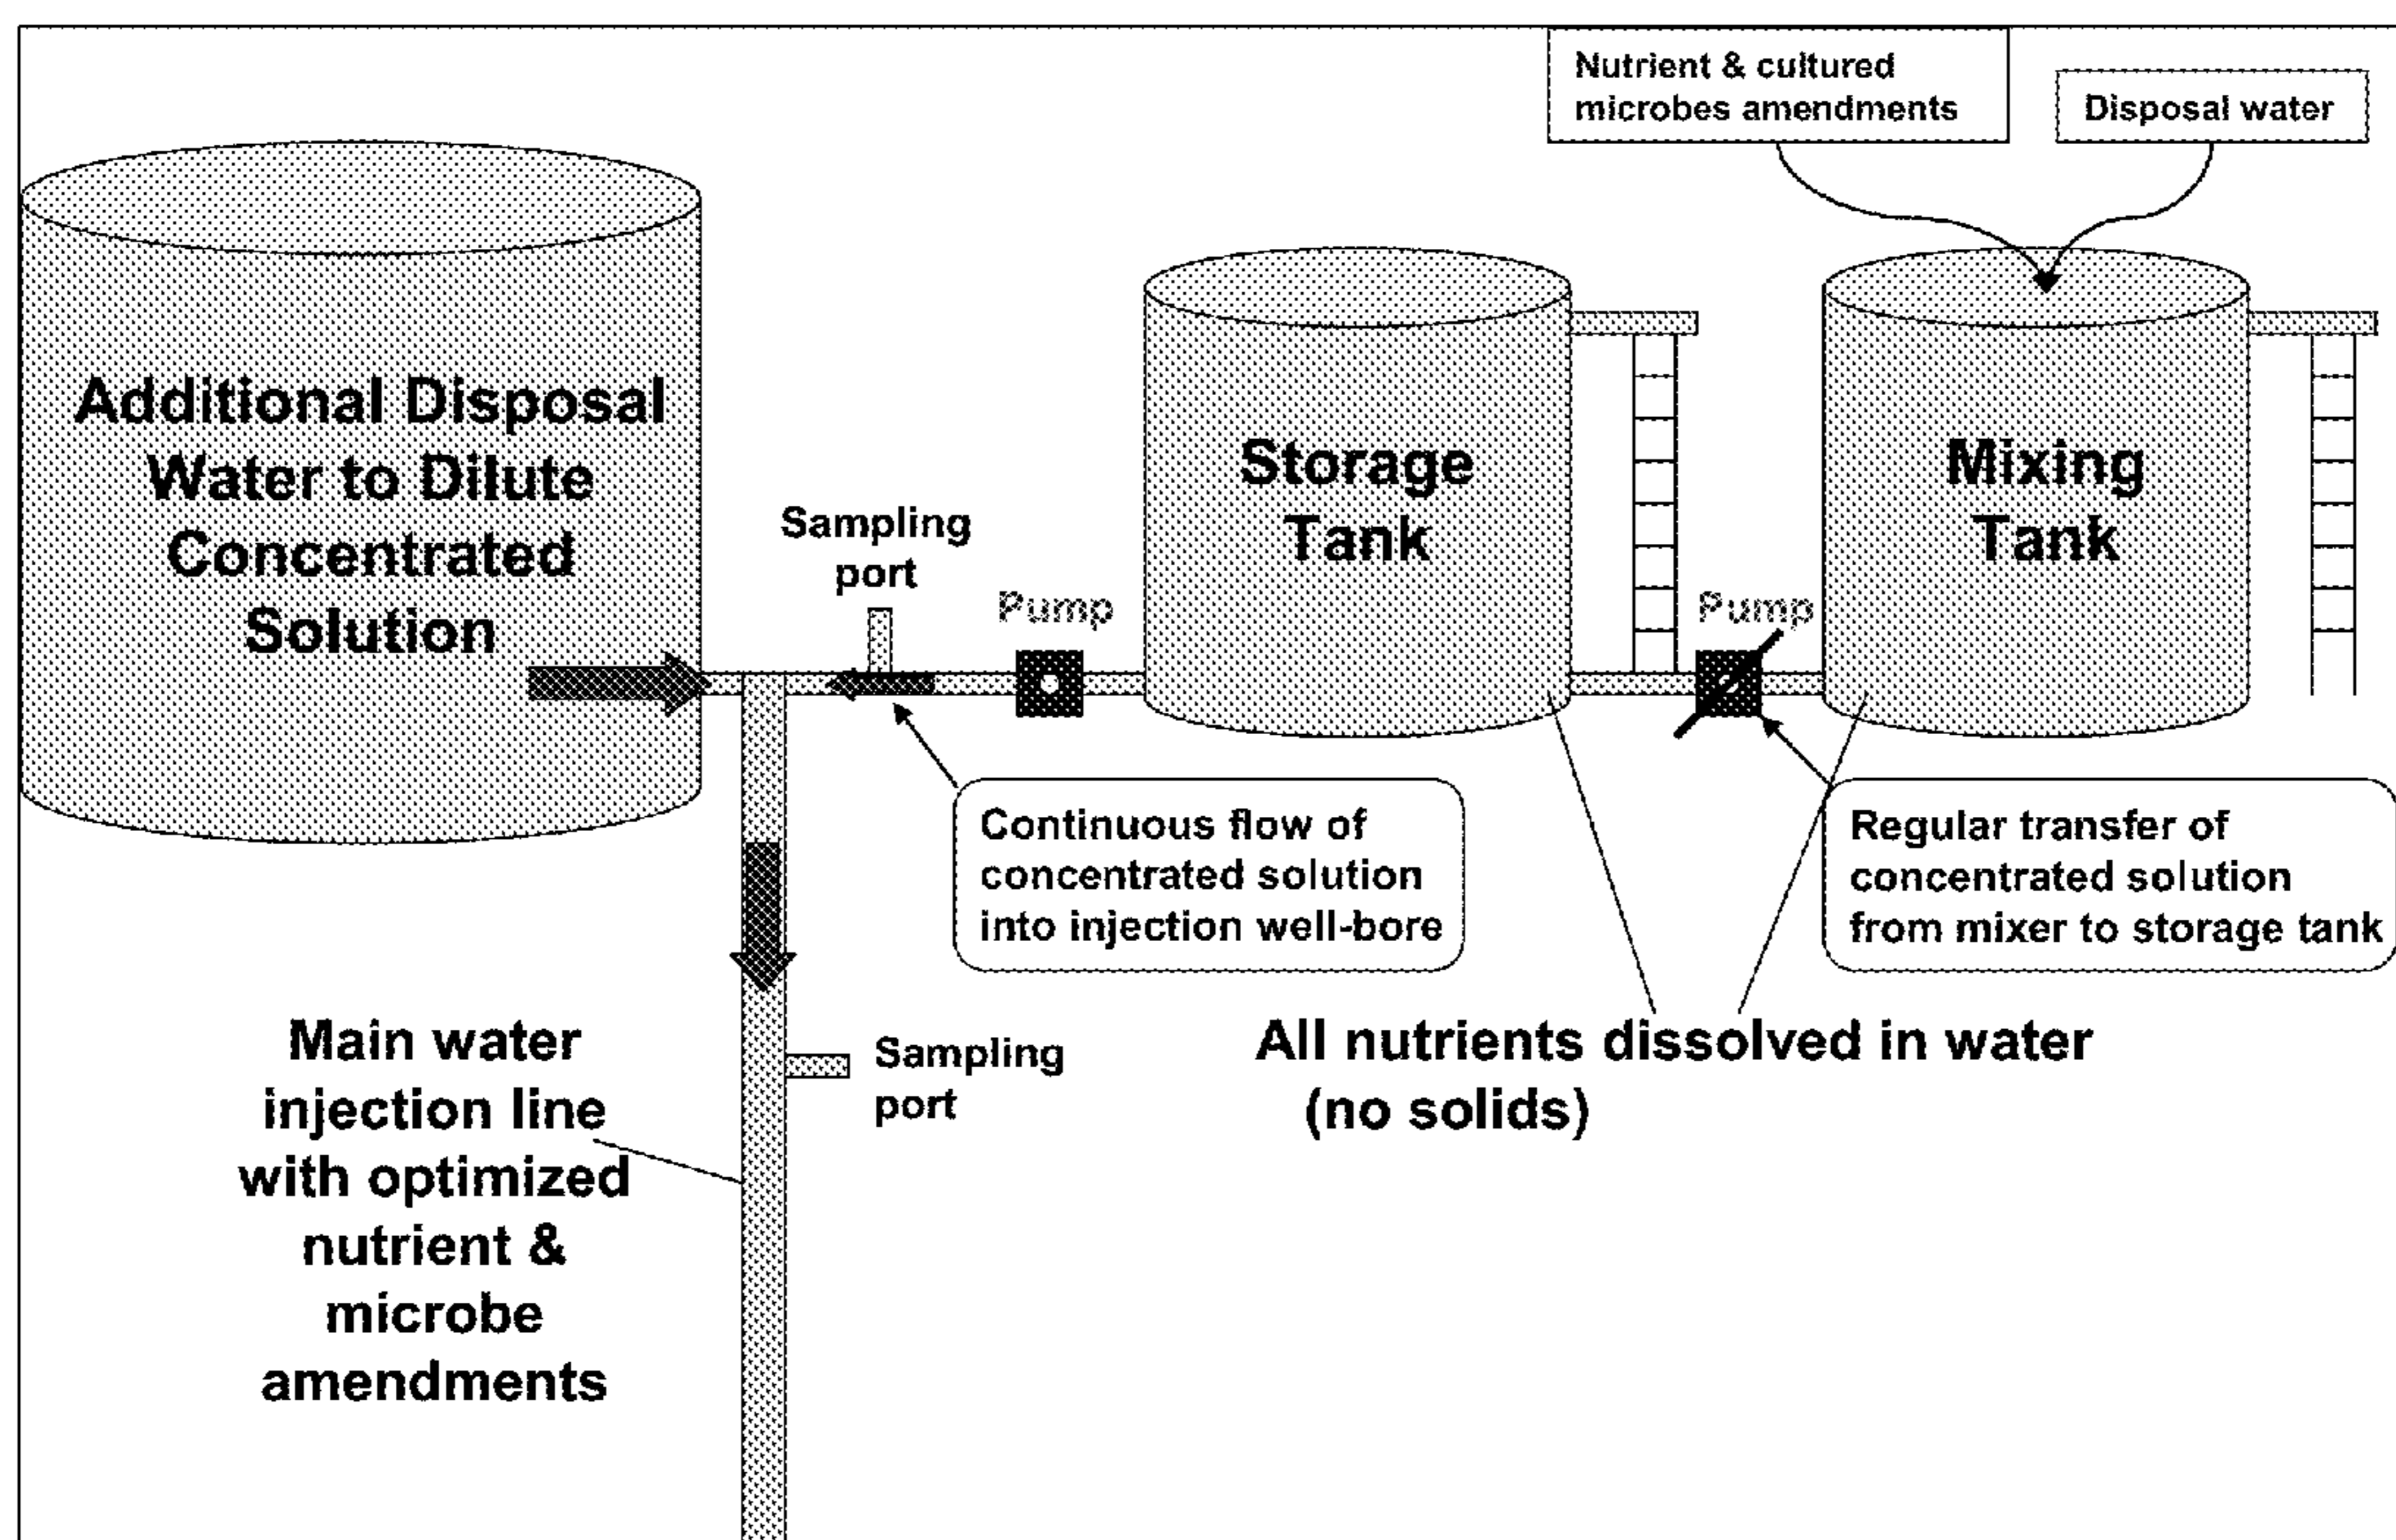 Nutrient & cultured
microbes amendments
Disposal water
Additional Disposal
Water to Dilute
Concentrated
Solution
Storage
Tank
Mixing
Tank
Sampling
port
Pump
Pump
Continuous flow of
concentrated solution
into injection well-bore
Regular transfer of
concentrated solution
from mixer to storage tank
Main water
injection line
with optimized
nutrient &
microbe
amendments
Sampling
port
All nutrients dissolved in water
(no solids)